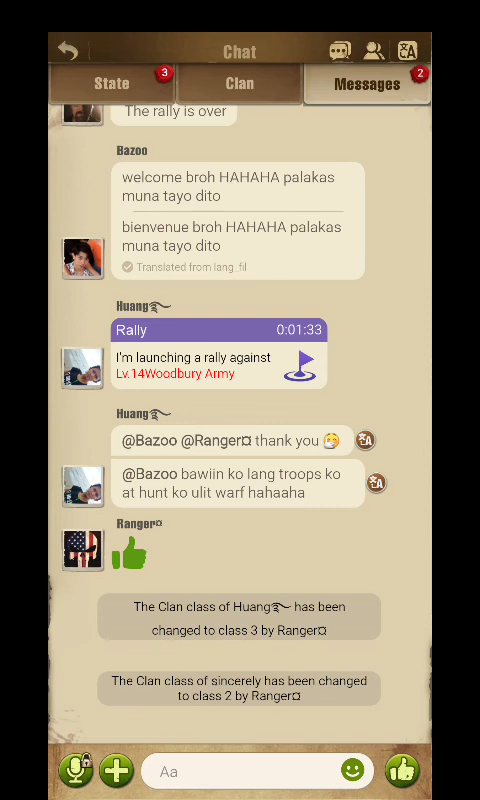 Chat
State
3
Clan
Messages
2
The rally is over
Bazoo
welcome broh HAHAHA palakas
muna tayo dito
bienvenue broh HAHAHA palakas
muna tayo dito
Translated from lang_fil
Huang࿐
Rally 0:01:33
I'm launching a rally against
Lv.14Woodbury Army
Huang࿐
@Bazoo @Ranger¤ thank you
@Bazoo bawiin ko lang troops ko
at hunt ko ulit warf hahaaha
Ranger¤
The Clan class of Huang࿐ has been
changed to class 3 by Ranger¤
The Clan class of sincerely has been changed
to class 2 by Ranger¤
Aa